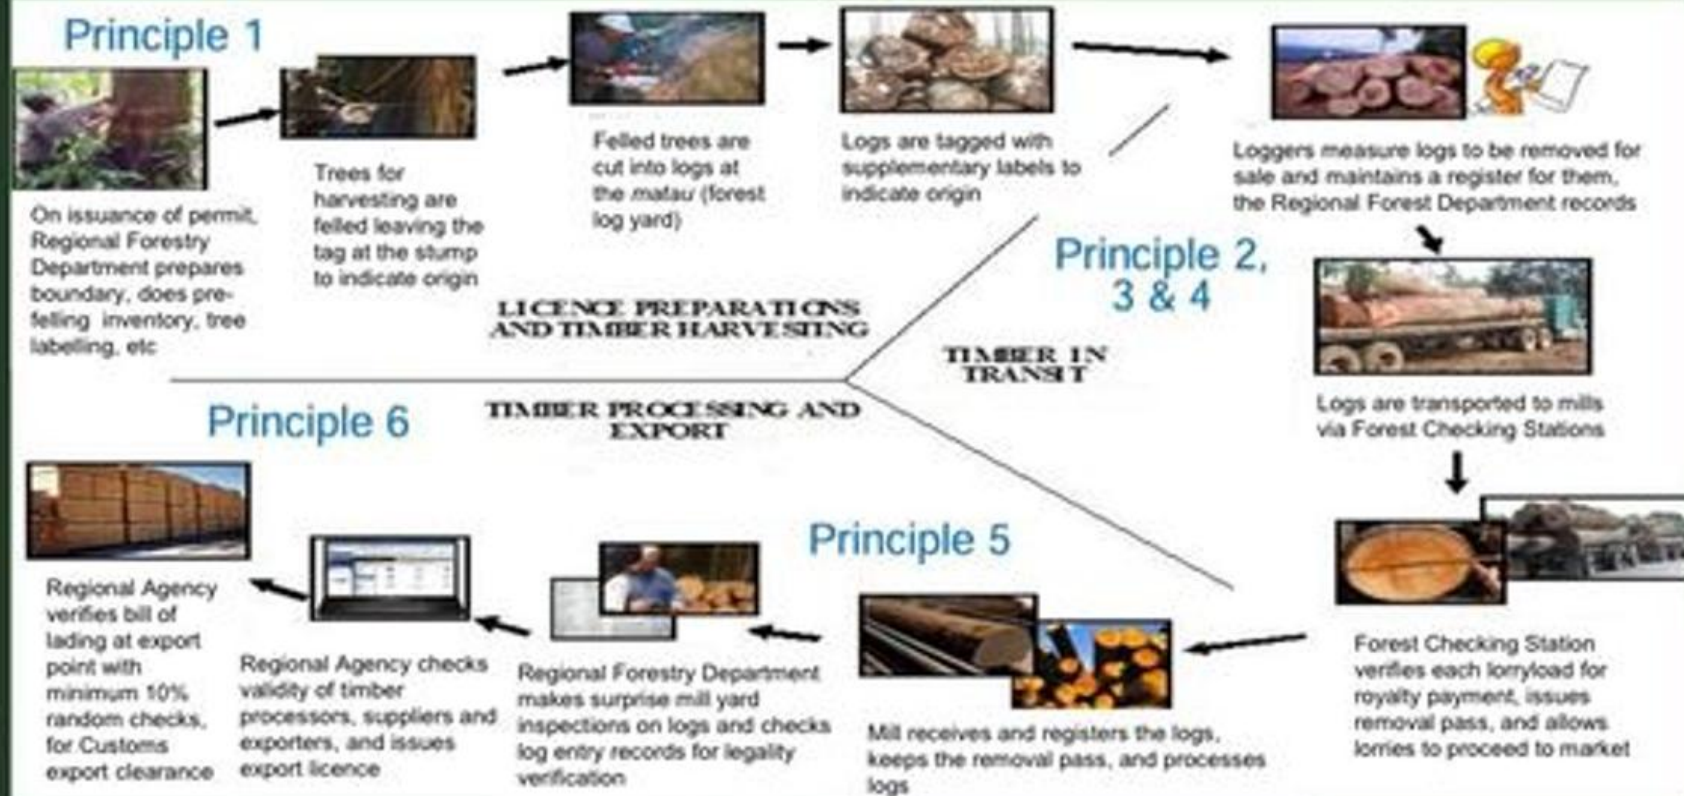 Principle 1
On issuance of permit,
Regional Forestry
Department prepares
boundary, does pre-
felling inventory, tree
labelling, etc
Trees for
harvesting are
felled leaving the
tag at the stump
to indicate origin
Felled trees are
cut into logs at
the matau (forest
log yard)
Logs are tagged with
supplementary labels to
indicate origin
Loggers measure logs to be removed for
sale and maintains a register for them,
the Regional Forest Department records
LICENCE PREPARATIONS
AND TIMBER HARVESTING
Principle 2,
3 & 4
TIMBER IN
TRANSIT
Logs are transported to mills
via Forest Checking Stations
Forest Checking Station
verifies each lorryload for
royalty payment, issues
removal pass, and allows
lorries to proceed to market
TIMBER PROCESSING AND
EXPORT
Principle 5
Mill receives and registers the logs,
keeps the removal pass, and processes
logs
Regional Forestry Department
makes surprise mill yard
inspections on logs and checks
log entry records for legality
verification
Principle 6
Regional Agency checks
validity of timber
processors, suppliers and
exporters, and issues
export licence
Regional Agency
verifies bill of
lading at export
point with
minimum 10%
random checks,
for Customs
export clearance